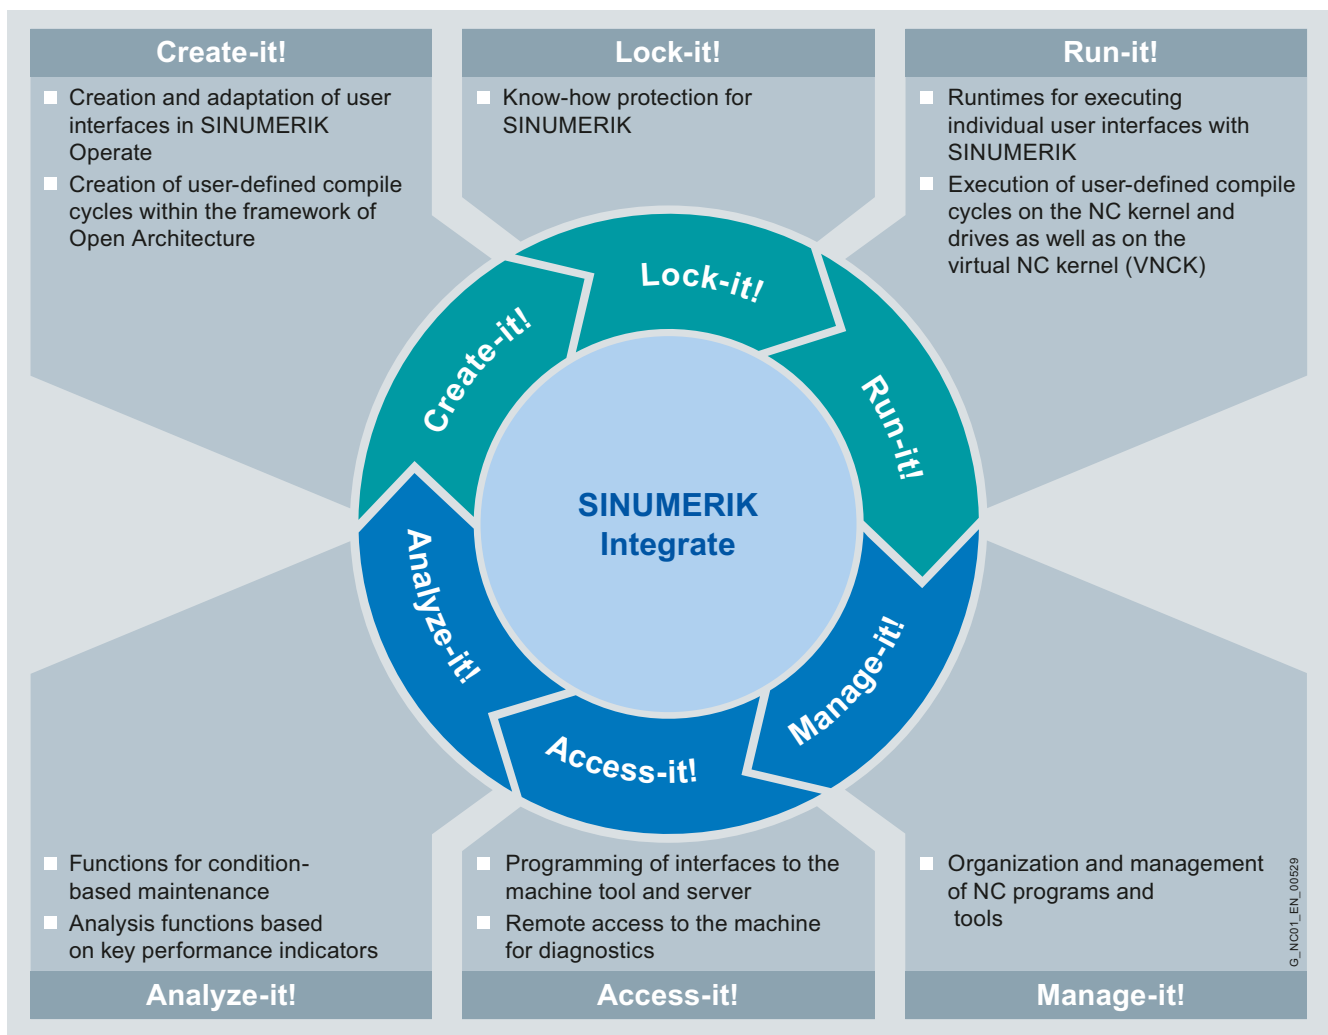 Create-it!
Creation and adaptation of user
interfaces in SINUMERIK
Operate
Creation of user-defined compile
cycles within the framework of
Open Architecture
Lock-it!
Know-how protection for
SINUMERIK
Run-it!
Runtimes for executing
individual user interfaces with
SINUMERIK
Execution of user-defined compile
cycles on the NC kernel and
drives as well as on the
virtual NC kernel (VNCK)
Create-it!
Lock-it!
Run-it!
Manage-it!
Access-it!
Analyze-it!
SINUMERIK
Integrate
Functions for condition-
based maintenance
Analysis functions based
on key performance indicators
Analyze-it!
Programming of interfaces to the
machine tool and server
Remote access to the machine
for diagnostics
Access-it!
Organization and management
of NC programs and
tools
Manage-it!
G_NC01_EN_00529